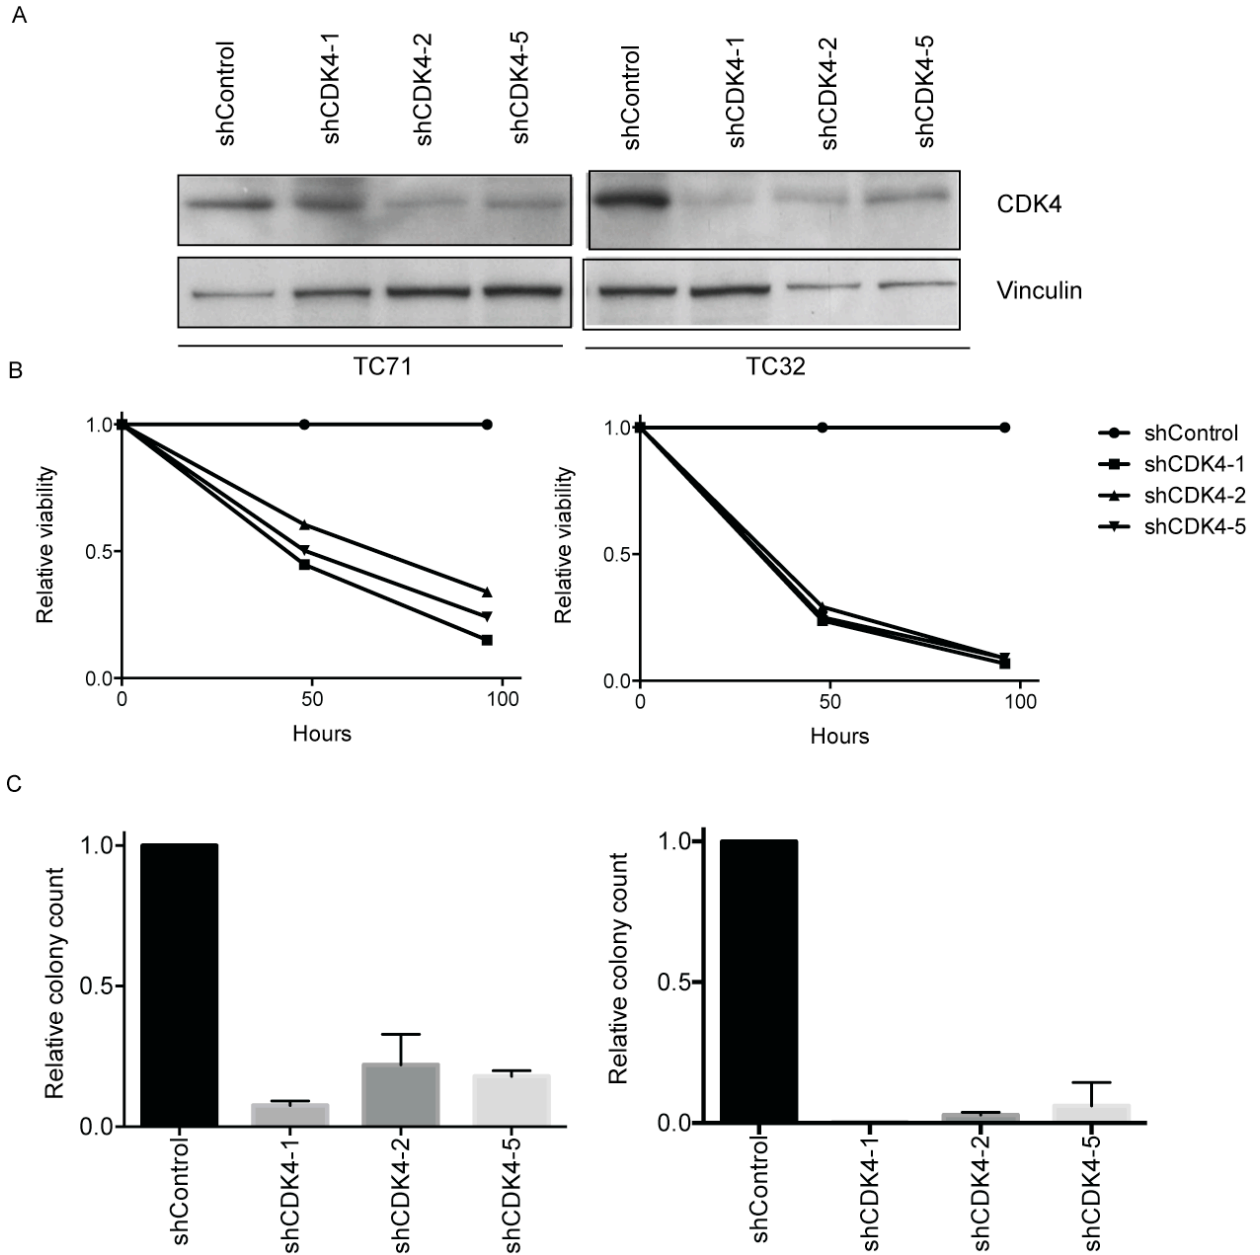 A
shControl
shCDK4-1
shCDK4-2
shCDK4-5
shControl
shCDK4-1
shCDK4-2
shCDK4-5
CDK4
Vinculin
TC71
TC32
B
Relative viability
1.0
0.5
0.0
0
50
100
Hours
Relative viability
1.0
0.5
0.0
0
50
100
Hours
shControl
shCDK4-1
shCDK4-2
shCDK4-5
C
Relative colony count
1.0
0.5
0.0
shControl
shCDK4-1
shCDK4-2
shCDK4-5
Relative colony count
1.0
0.5
0.0
shControl
shCDK4-1
shCDK4-2
shCDK4-5